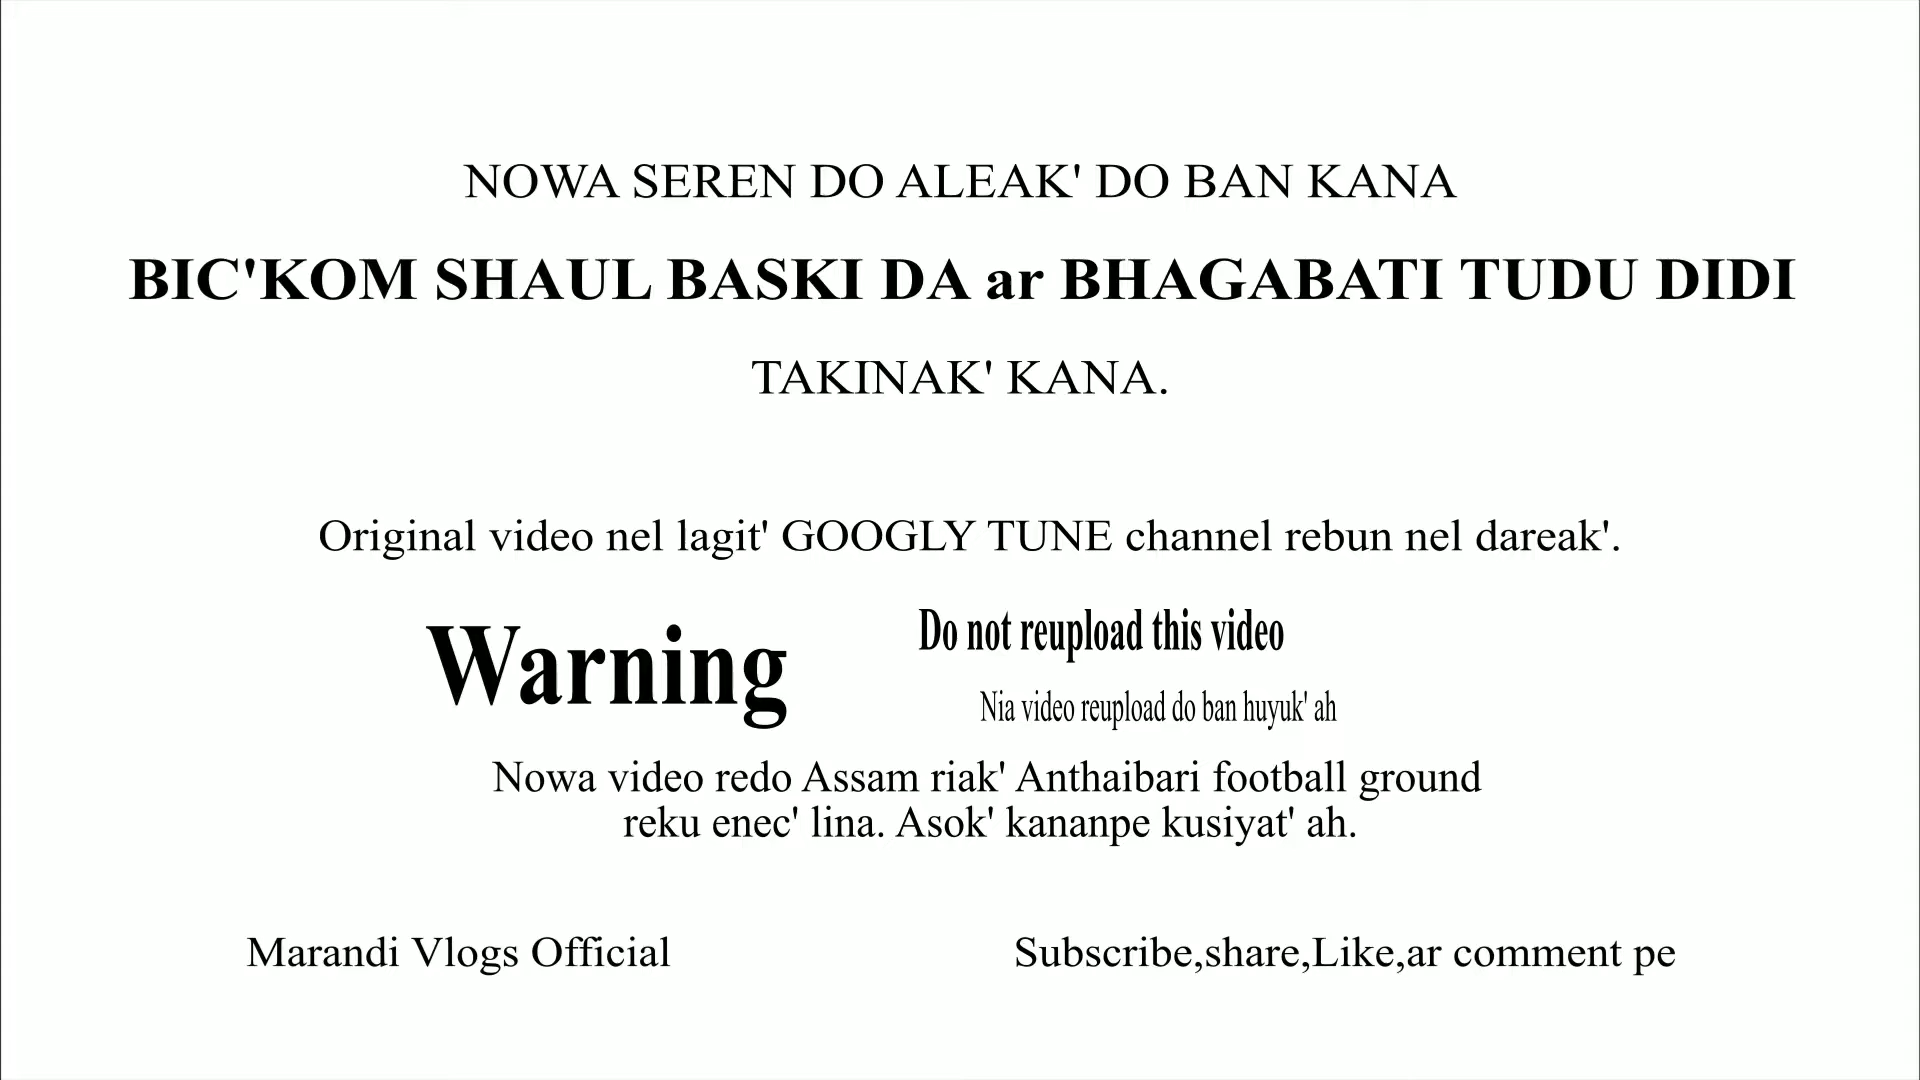 NOWA SEREN DO ALEAK' DO BAN KANA
BIC'KOM SHAUL BASKI DA ar BHAGABATI TUDU DIDI
TAKINAK' KANA.
Original video nel lagit' GOOGLY TUNE channel rebun nel dareak'.
Warning
Do not reupload this video
Nia video reupload do ban huyuk' ah
Nowa video redo Assam riak' Anthaibari football ground
reku enec' lina. Asok' kananpe kusiyat' ah.
Marandi Vlogs Official
Subscribe,share,Like,ar comment pe